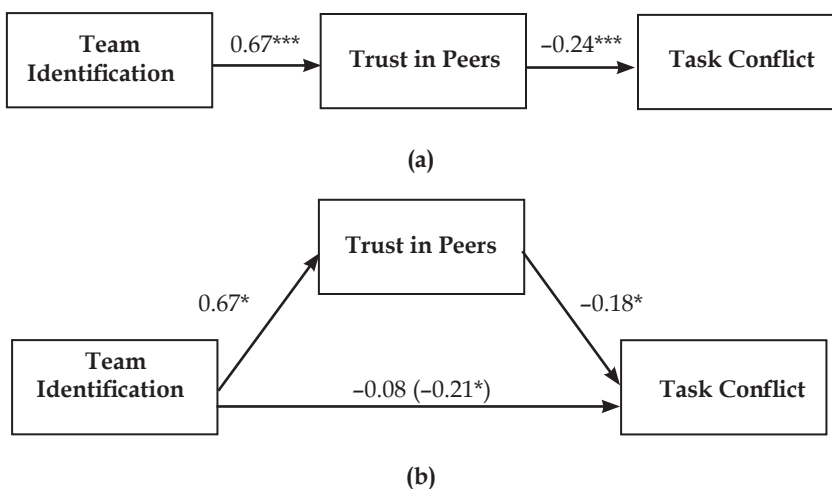 Team
Identification
0.67***
Trust in Peers
–0.24***
Task Conflict
(a)
Trust in Peers
0.67*
–0.18*
Team
Identification
–0.08 (–0.21*)
Task Conflict
(b)